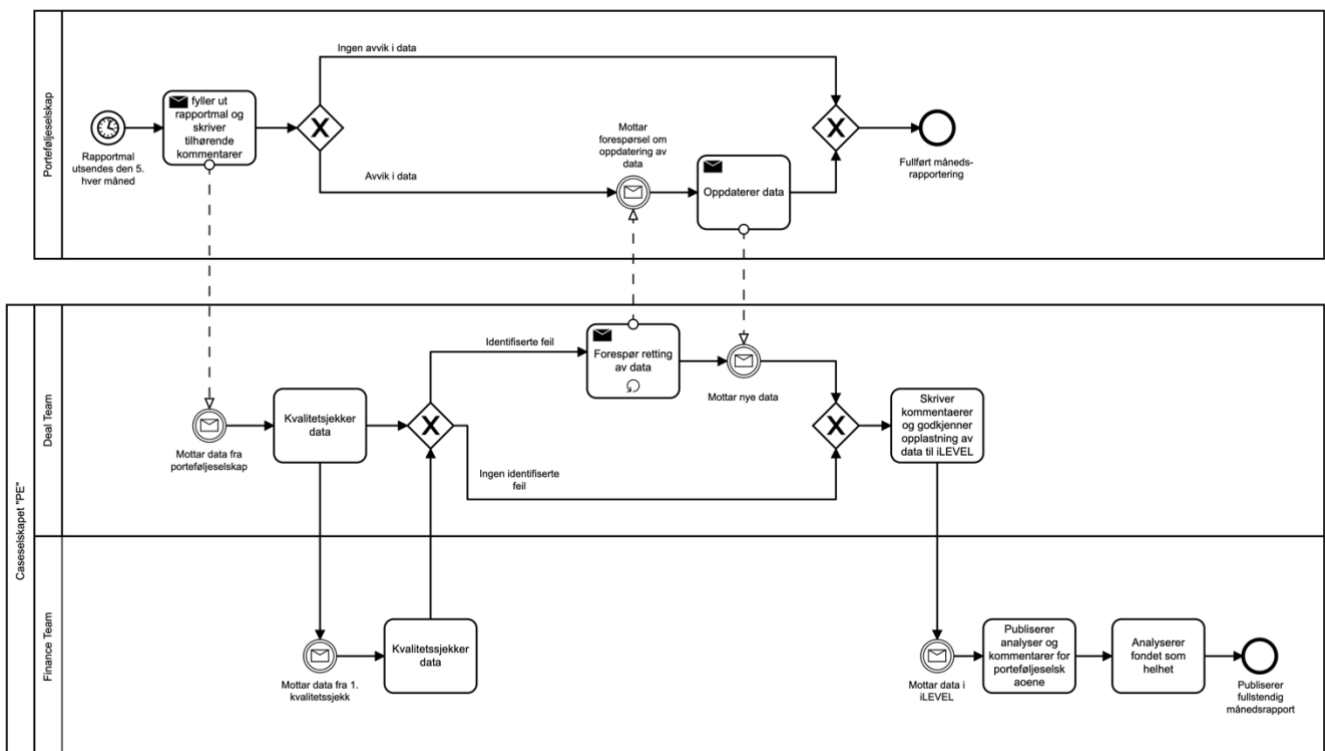 Porteføljeselskap
Rapportmal
utsendes den 5.
hver måned
fyller ut
rapportmal og
skriver
tilhørende
kommentarer
X
Ingen avvik i data
Avvik i data
Mottar
forespørsel om
oppdatering av
data
Oppdaterer data
X
Fullført måneds-
rapportering
Caseselskapet "PE"
Deal Team
Mottar data fra
porteføljeselskap
Kvalitetsjekker
data
X
Identifiserte feil
Ingen identifiserte
feil
Forespør retting
av data
Mottar nye data
X
Skriver
kommentaerer
og godkjenner
opplastning av
data til iLEVEL
Finance Team
Mottar data fra 1.
kvalitetssjekk
Kvalitetssjekker
data
Mottar data i
iLEVEL
Publiserer
analyser og
kommentarer for
porteføljeselsk
aoene
Analyserer
fondet som
helhet
Publiserer
fullstendig
månedsrapport